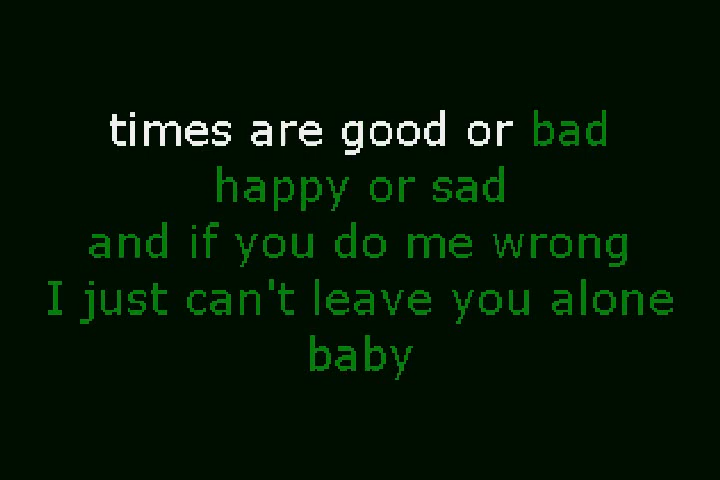 times are good or bad
happy or sad
and if you do me wrong
I just can't leave you alone
baby